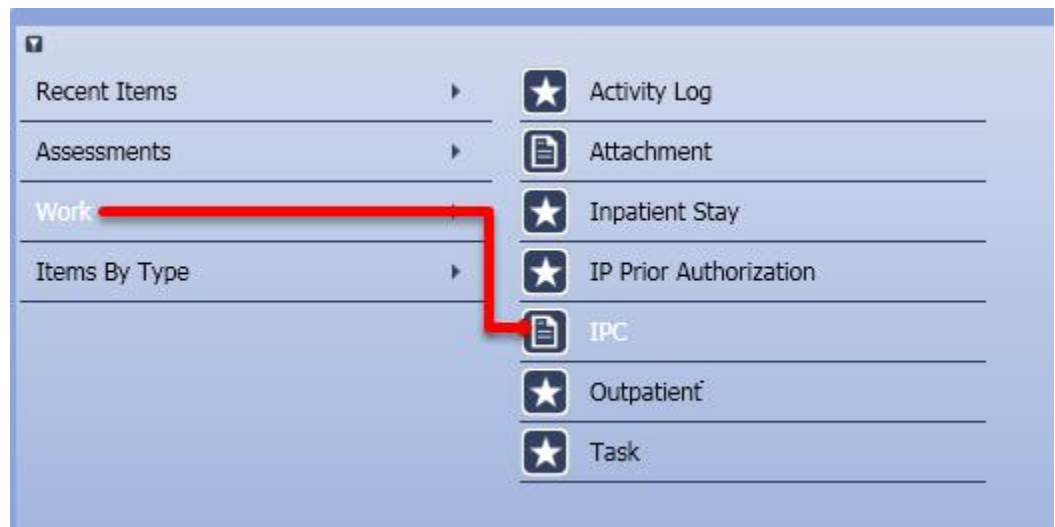 Recent Items
Assessments
Work
Items By Type
Activity Log
Attachment
Inpatient Stay
IP Prior Authorization
IPC
Outpatient
Task